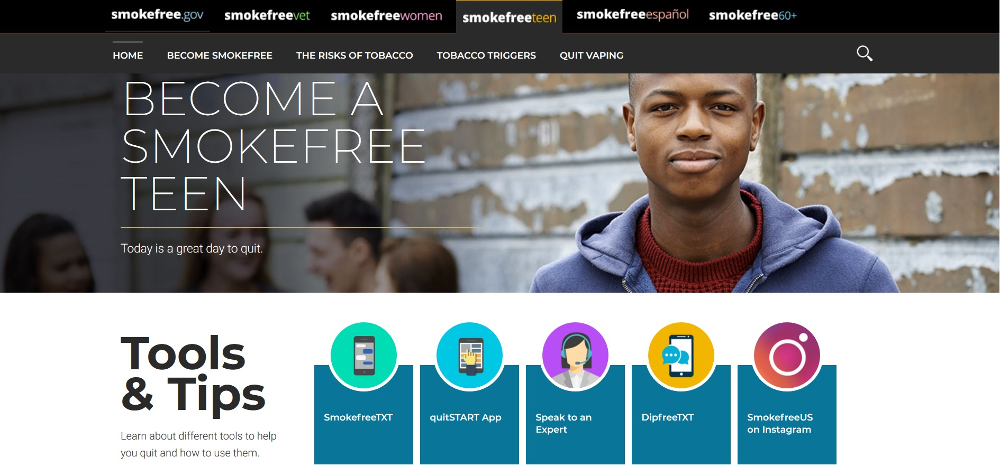 smokefree.gov
smokefreevet
smokefreewomen
smokefreeteen
smokefreeespañol
smokefree60+
HOME
BECOME SMOKEFREE
THE RISKS OF TOBACCO
TOBACCO TRIGGERS
QUIT VAPING
BECOME A
SMOKEFREE
TEEN
Today is a great day to quit.
Tools
& Tips
Learn about different tools to help
you quit and how to use them.
SmokefreeTXT
quitSTART App
Speak to an
Expert
DipfreeTXT
SmokefreeUS
on Instagram